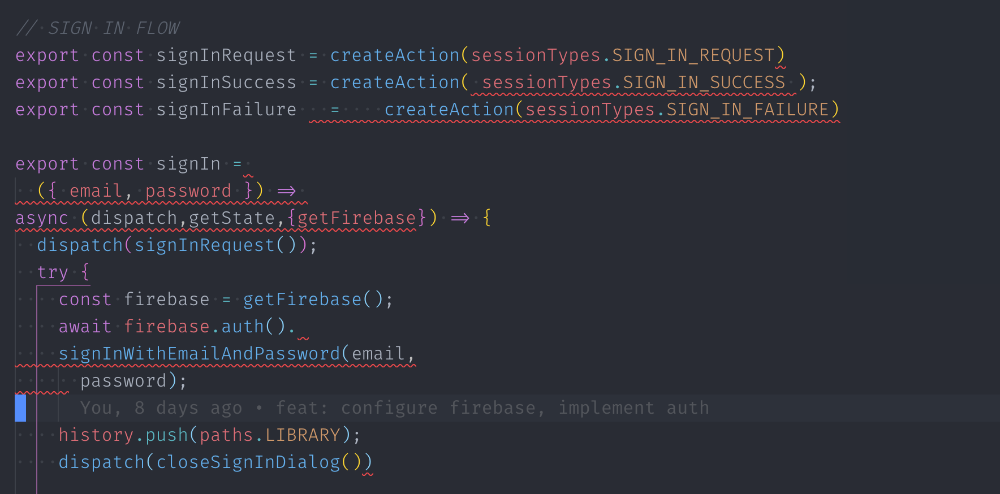 // SIGN IN FLOW
export const signInRequest = createAction(sessionTypes.SIGN_IN_REQUEST)
export const signInSuccess = createAction( sessionTypes.SIGN_IN_SUCCESS );
export const signInFailure   =    createAction(sessionTypes.SIGN_IN_FAILURE)
export const signIn =
  ({ email, password }) =>
async (dispatch,getState,{getFirebase}) => {
  dispatch(signInRequest());
  try {
    const firebase = getFirebase();
    await firebase.auth().
    signInWithEmailAndPassword(email,
      password);
      You, 8 days ago • feat: configure firebase, implement auth
    history.push(paths.LIBRARY);
    dispatch(closeSignInDialog())